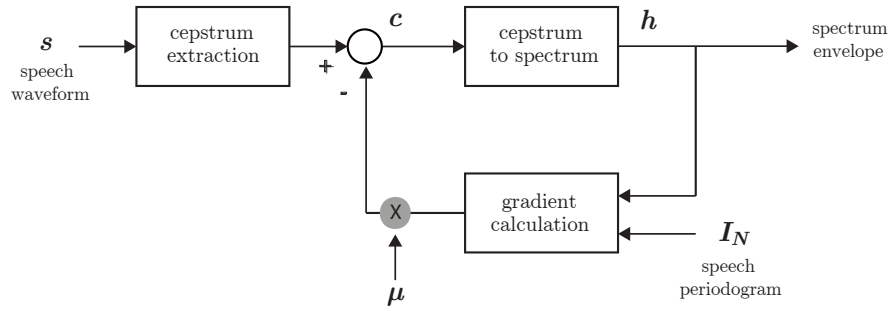 s
speech
waveform
cepstrum
extraction
+
-
c
cepstrum
to spectrum
h
spectrum
envelope
gradient
calculation
X
μ
I_N
speech
periodogram